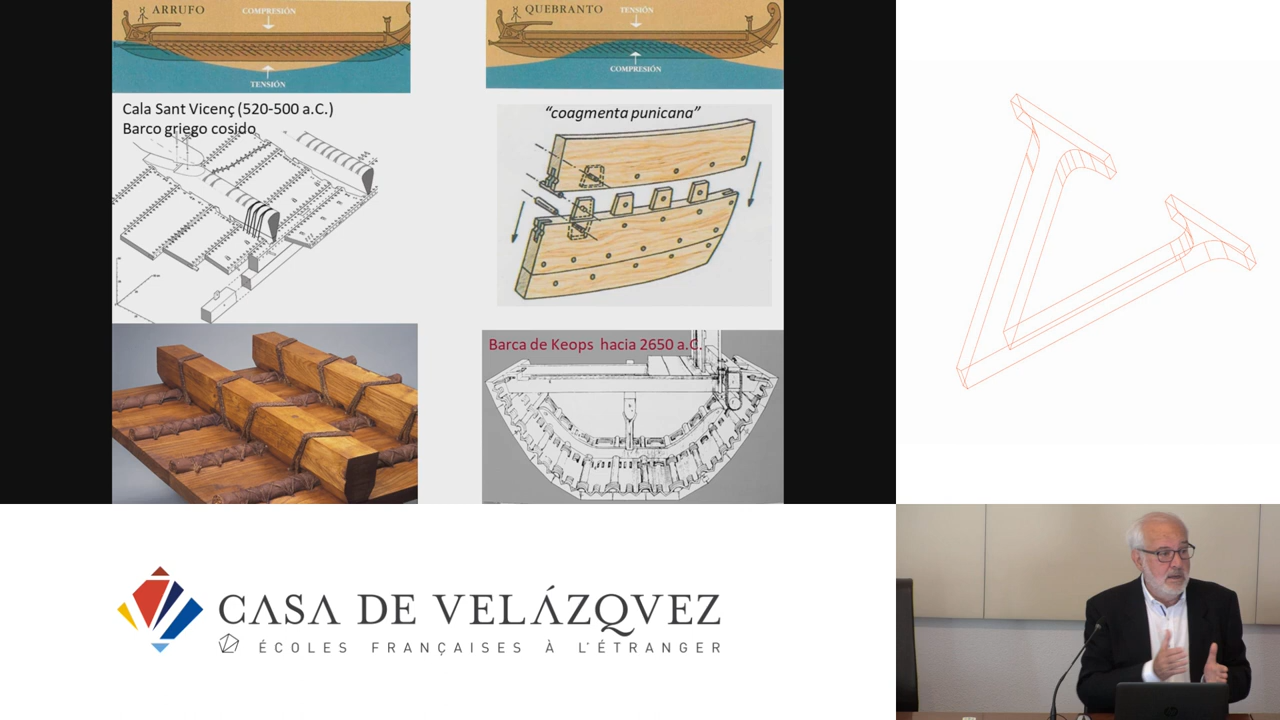 ARRUFO
COMPRESIÓN
TENSIÓN
QUEBRANTO
TENSIÓN
COMPRESIÓN
Cala Sant Vicenç (520-500 a.C.)
Barco griego cosido
“coagmenta punicana”
Barca de Keops hacia 2650 a.C.
CASA DE VELÁZQVEZ
ÉCOLES FRANÇAISES À L'ÉTRANGER